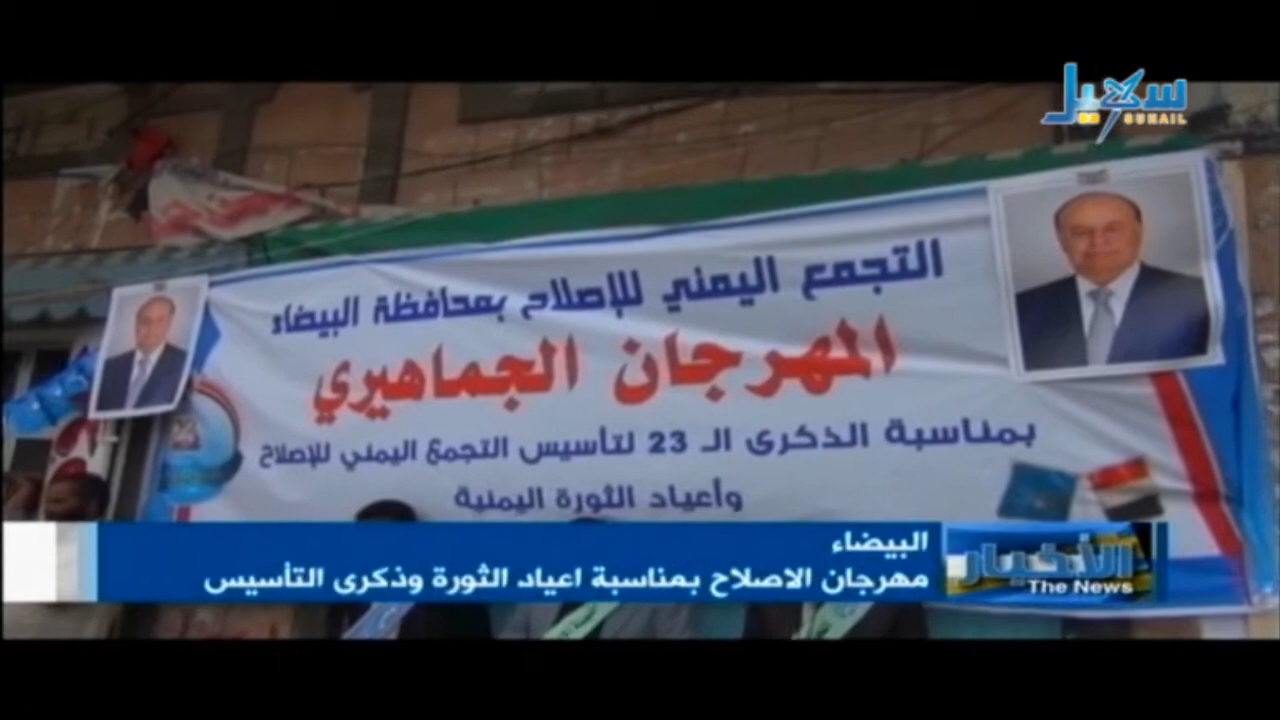 سهيل
SUHAIL
التجمع اليمني للإصلاح بمحافظة البيضاء
المهرجان الجماهيري
بمناسبة الذكرى الـ 23 لتأسيس التجمع اليمني للإصلاح
وأعياد الثورة اليمنية
الأخبار
The News
البيضاء
مهرجان الاصلاح بمناسبة اعياد الثورة وذكرى التأسيس